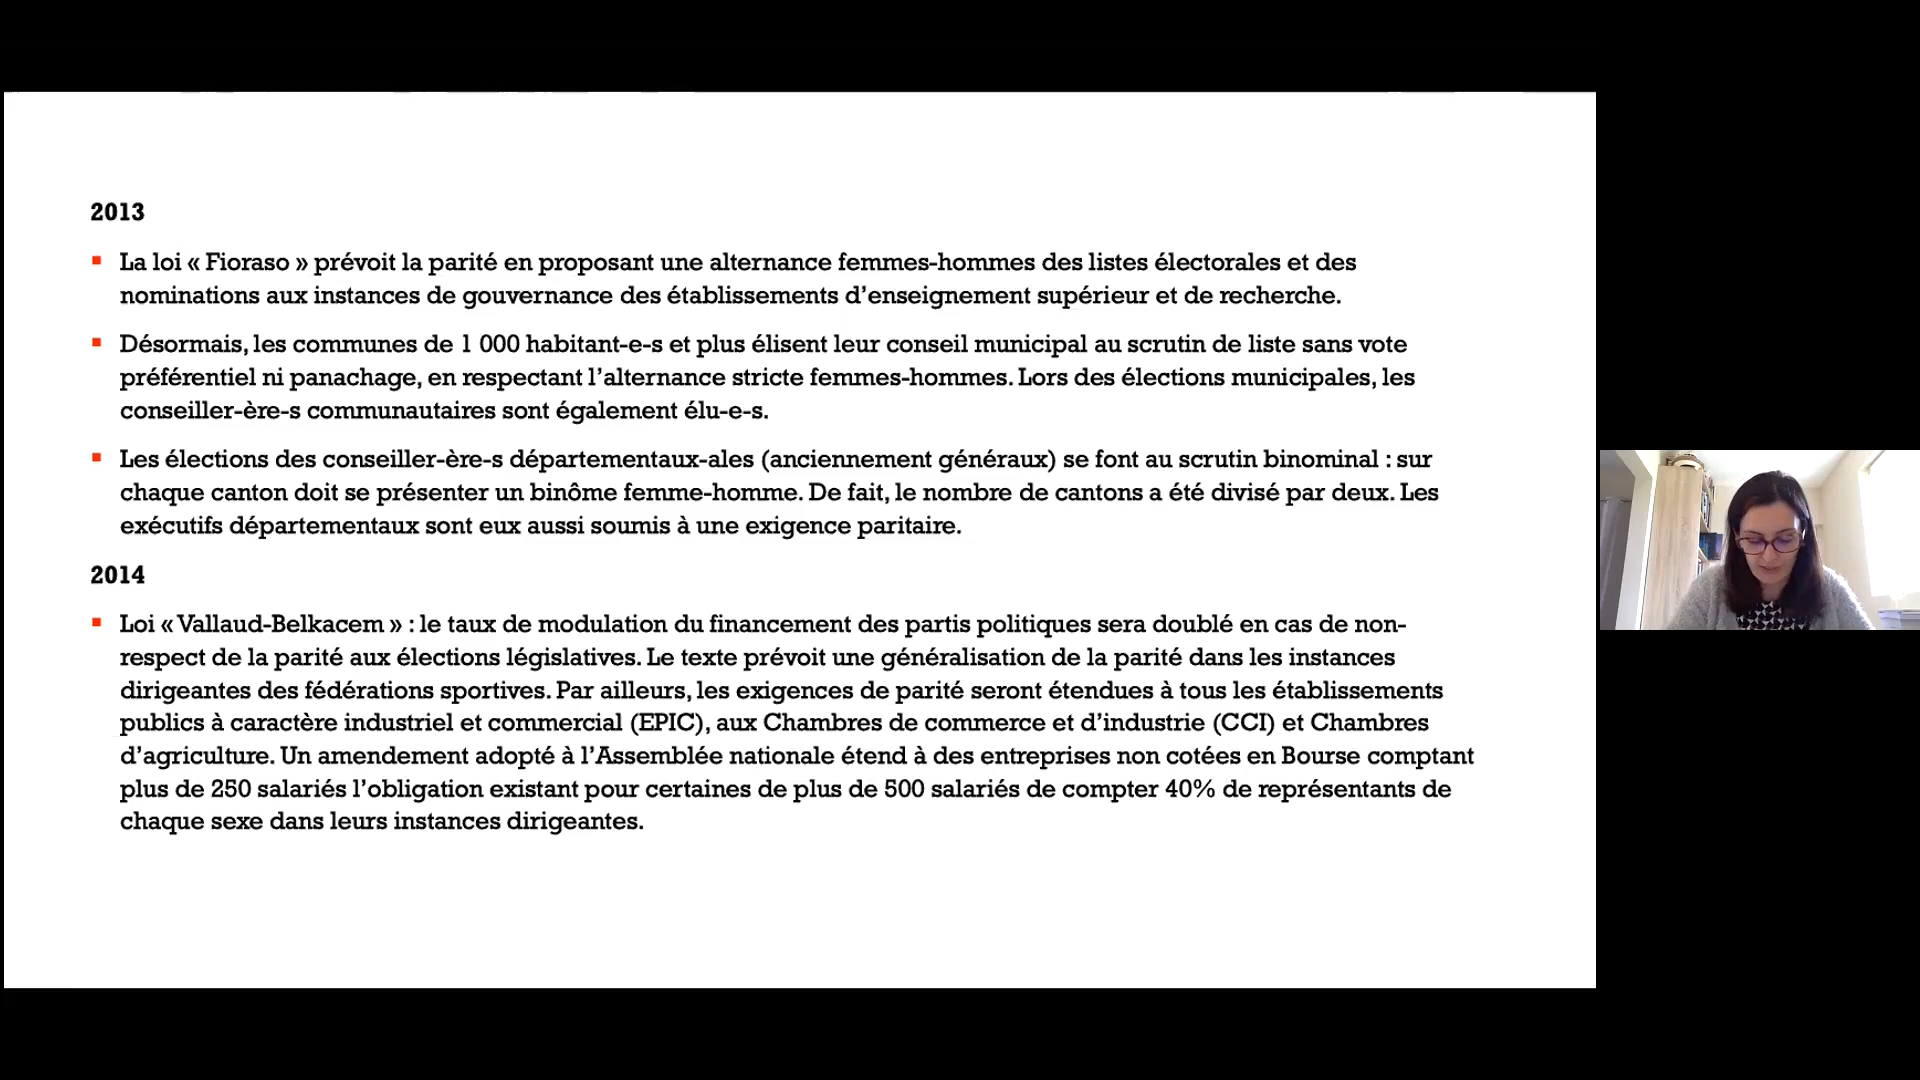 2013
▪ La loi « Fioraso » prévoit la parité en proposant une alternance femmes-hommes des listes électorales et des
nominations aux instances de gouvernance des établissements d’enseignement supérieur et de recherche.
▪ Désormais, les communes de 1 000 habitant-e-s et plus élisent leur conseil municipal au scrutin de liste sans vote
préférentiel ni panachage, en respectant l’alternance stricte femmes-hommes. Lors des élections municipales, les
conseiller-ère-s communautaires sont également élu-e-s.
▪ Les élections des conseiller-ère-s départementaux-ales (anciennement généraux) se font au scrutin binominal : sur
chaque canton doit se présenter un binôme femme-homme. De fait, le nombre de cantons a été divisé par deux. Les
exécutifs départementaux sont eux aussi soumis à une exigence paritaire.
2014
▪ Loi « Vallaud-Belkacem » : le taux de modulation du financement des partis politiques sera doublé en cas de non-
respect de la parité aux élections législatives. Le texte prévoit une généralisation de la parité dans les instances
dirigeantes des fédérations sportives. Par ailleurs, les exigences de parité seront étendues à tous les établissements
publics à caractère industriel et commercial (EPIC), aux Chambres de commerce et d’industrie (CCI) et Chambres
d’agriculture. Un amendement adopté à l’Assemblée nationale étend à des entreprises non cotées en Bourse comptant
plus de 250 salariés l’obligation existant pour certaines de plus de 500 salariés de compter 40% de représentants de
chaque sexe dans leurs instances dirigeantes.